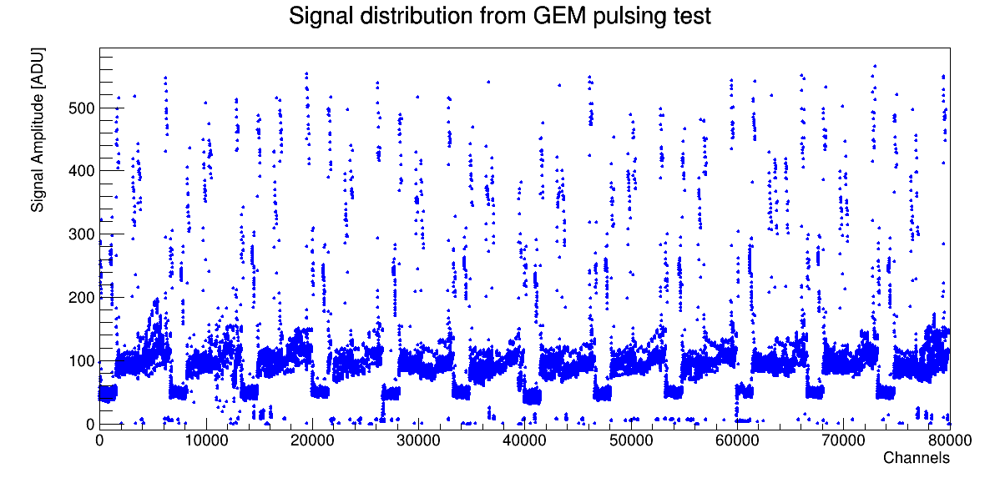 Signal distribution from GEM pulsing test
Signal Amplitude [ADU]
500
400
300
200
100
0
0 10000 20000 30000 40000 50000 60000 70000 80000
Channels